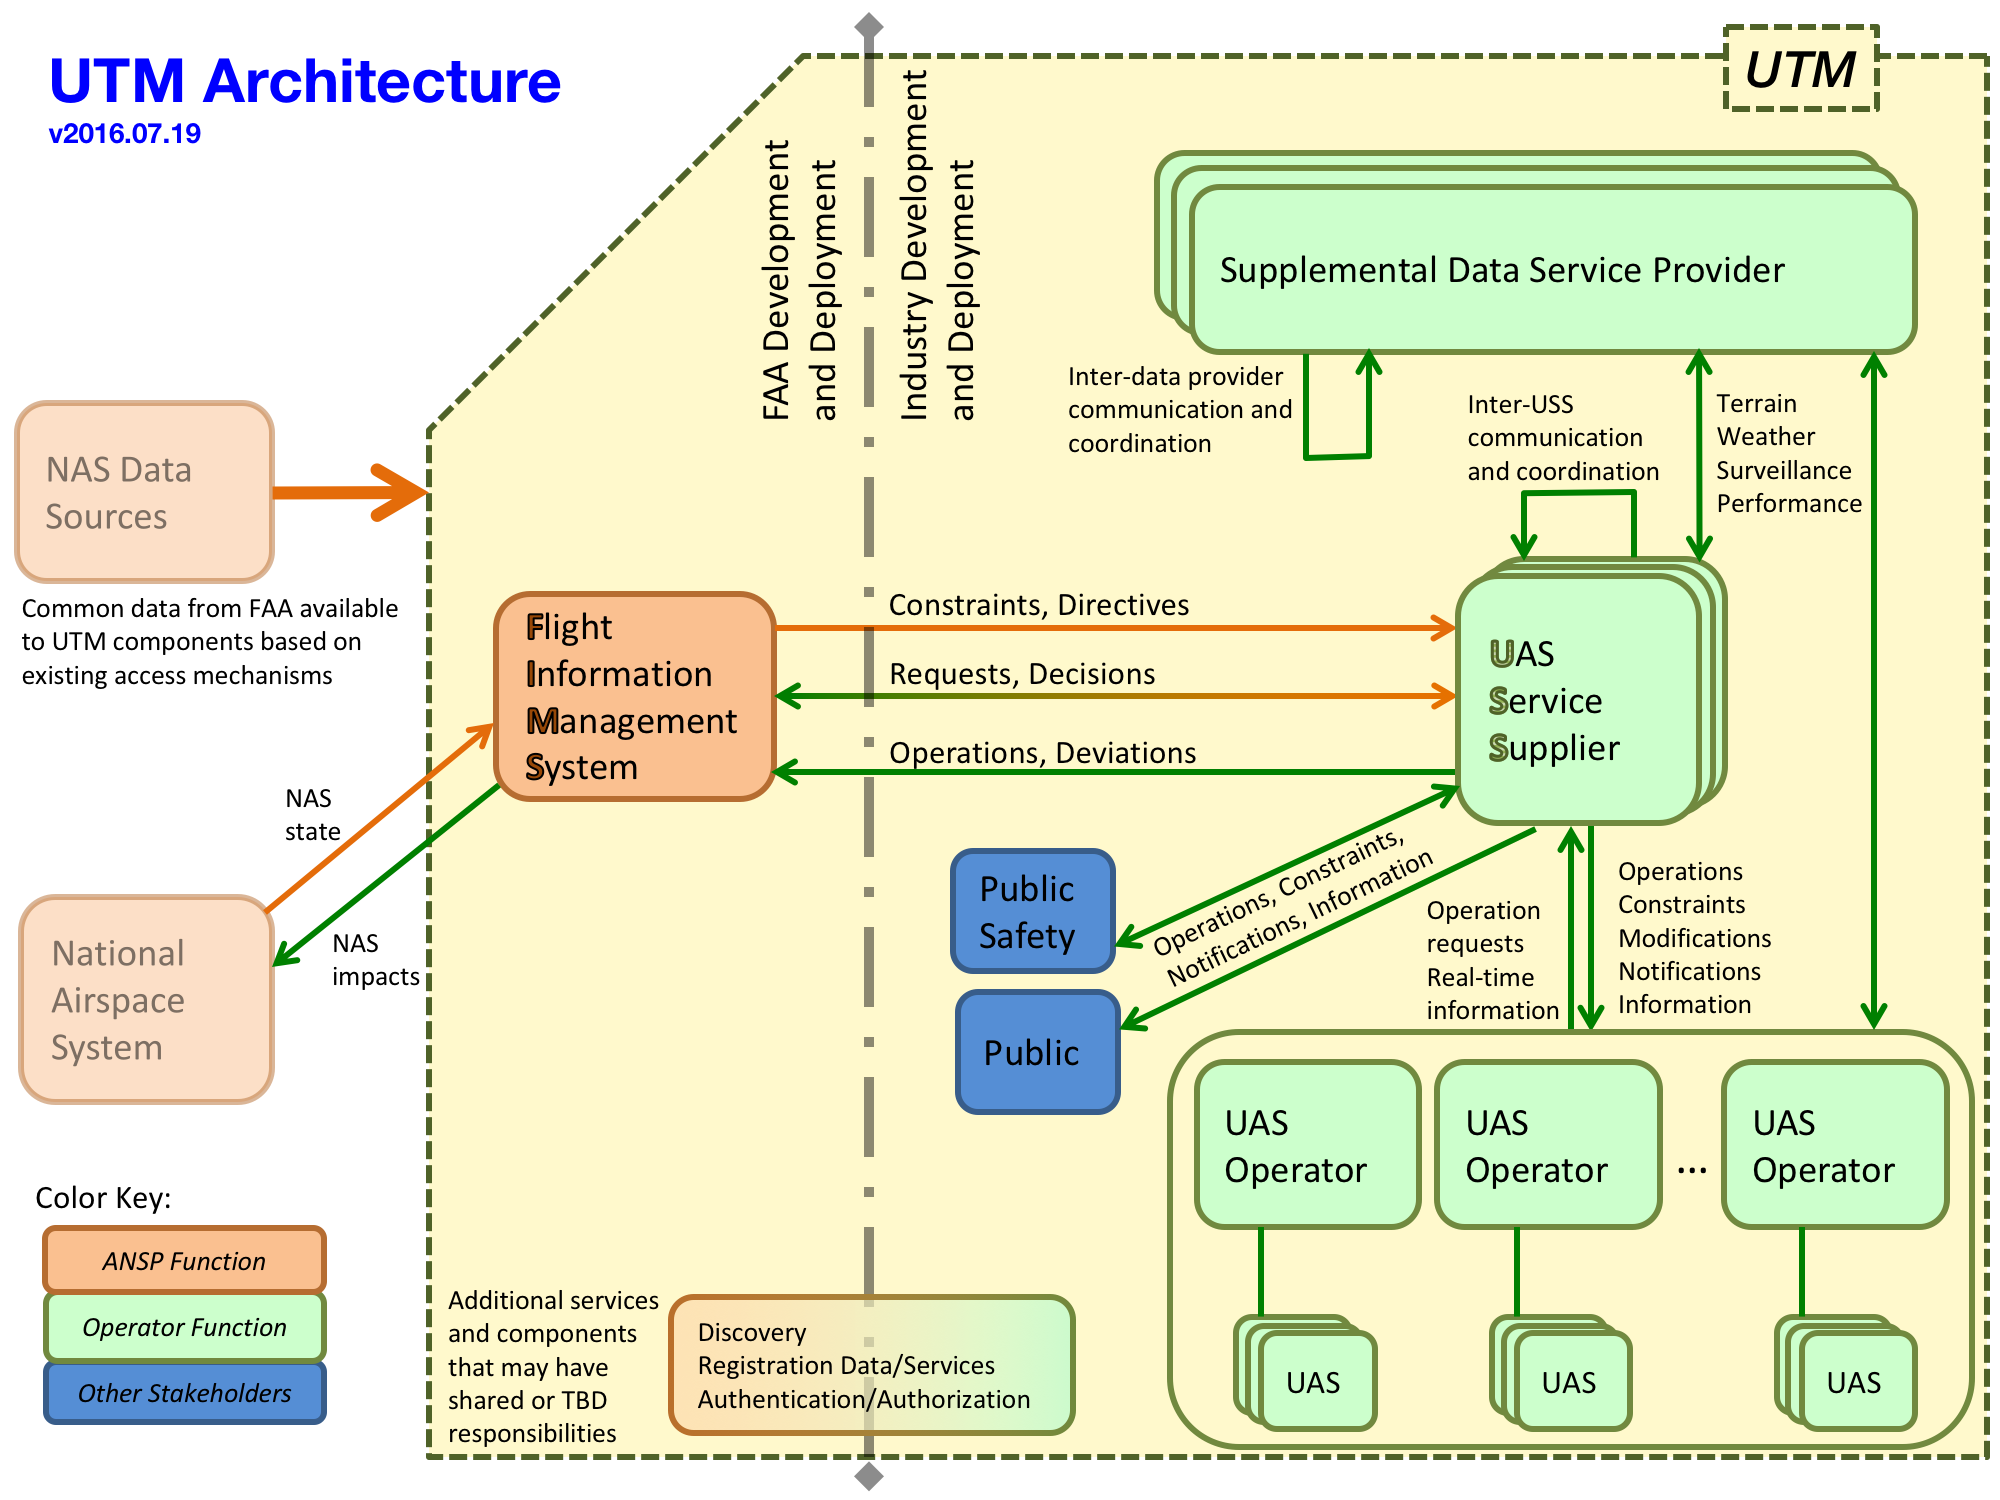 UTM Architecture
v2016.07.19
UTM
FAA Development
and Deployment
Industry Development
and Deployment
Supplemental Data Service Provider
Inter-data provider
communication and
coordination
Inter-USS
communication
and coordination
Terrain
Weather
Surveillance
Performance
NAS Data
Sources
Common data from FAA available
to UTM components based on
existing access mechanisms
Flight
Information
Management
System
Constraints, Directives
Requests, Decisions
Operations, Deviations
UAS
Service
Supplier
NAS
state
NAS
impacts
National
Airspace
System
Public
Safety
Public
Operations, Constraints,
Notifications, Information
Operation
requests
Real-time
information
Operations
Constraints
Modifications
Notifications
Information
UAS
Operator
UAS
Operator
...
UAS
Operator
UAS
UAS
UAS
Color Key:
ANSP Function
Operator Function
Other Stakeholders
Additional services
and components
that may have
shared or TBD
responsibilities
Discovery
Registration Data/Services
Authentication/Authorization